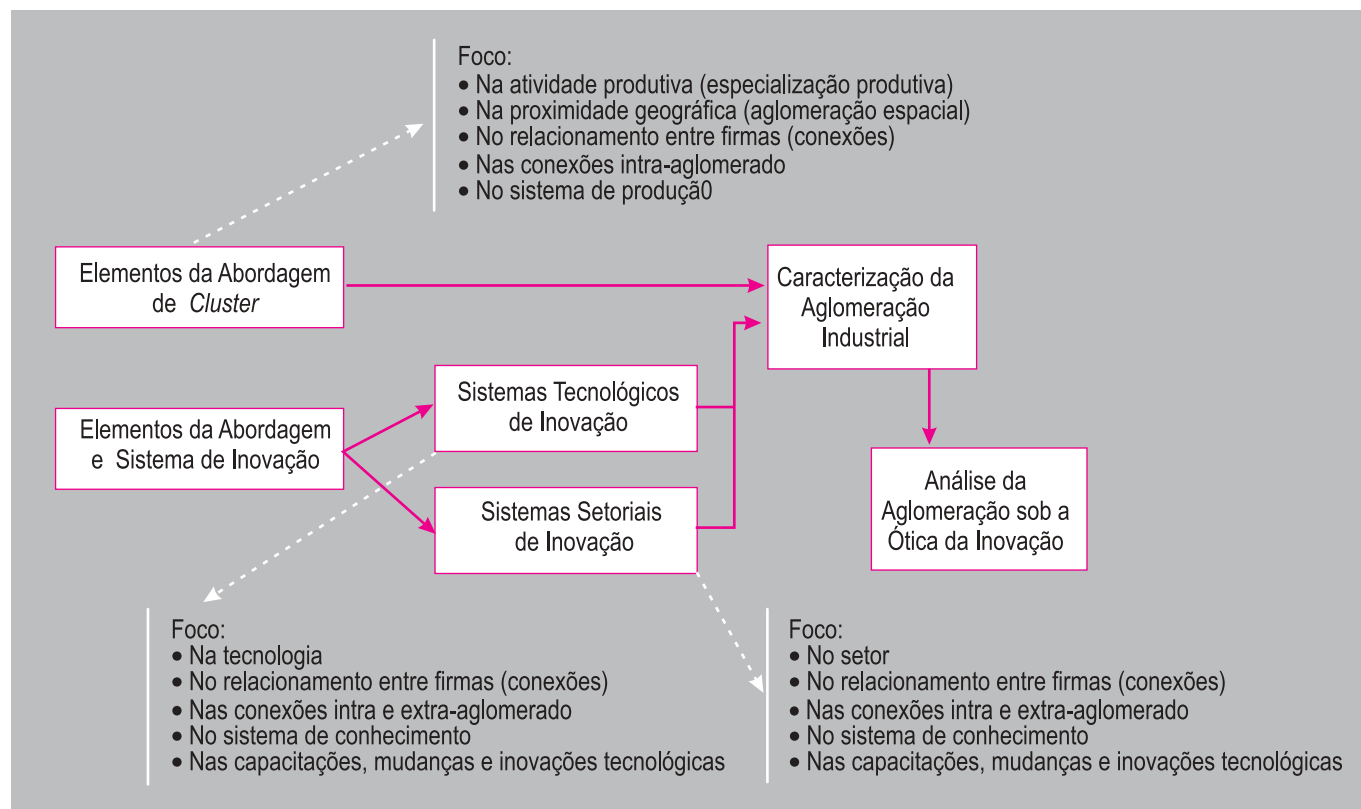 Foco:
• Na atividade produtiva (especialização produtiva)
• Na proximidade geográfica (aglomeração espacial)
• No relacionamento entre firmas (conexões)
• Nas conexões intra-aglomerado
• No sistema de produçã0
Elementos da Abordagem
de Cluster
Caracterização da
Aglomeração
Industrial
Sistemas Tecnológicos
de Inovação
Elementos da Abordagem
e Sistema de Inovação
Sistemas Setoriais
de Inovação
Análise da
Aglomeração sob a
Ótica da Inovação
Foco:
• Na tecnologia
• No relacionamento entre firmas (conexões)
• Nas conexões intra e extra-aglomerado
• No sistema de conhecimento
• Nas capacitações, mudanças e inovações tecnológicas
Foco:
• No setor
• No relacionamento entre firmas (conexões)
• Nas conexões intra e extra-aglomerado
• No sistema de conhecimento
• Nas capacitações, mudanças e inovações tecnológicas